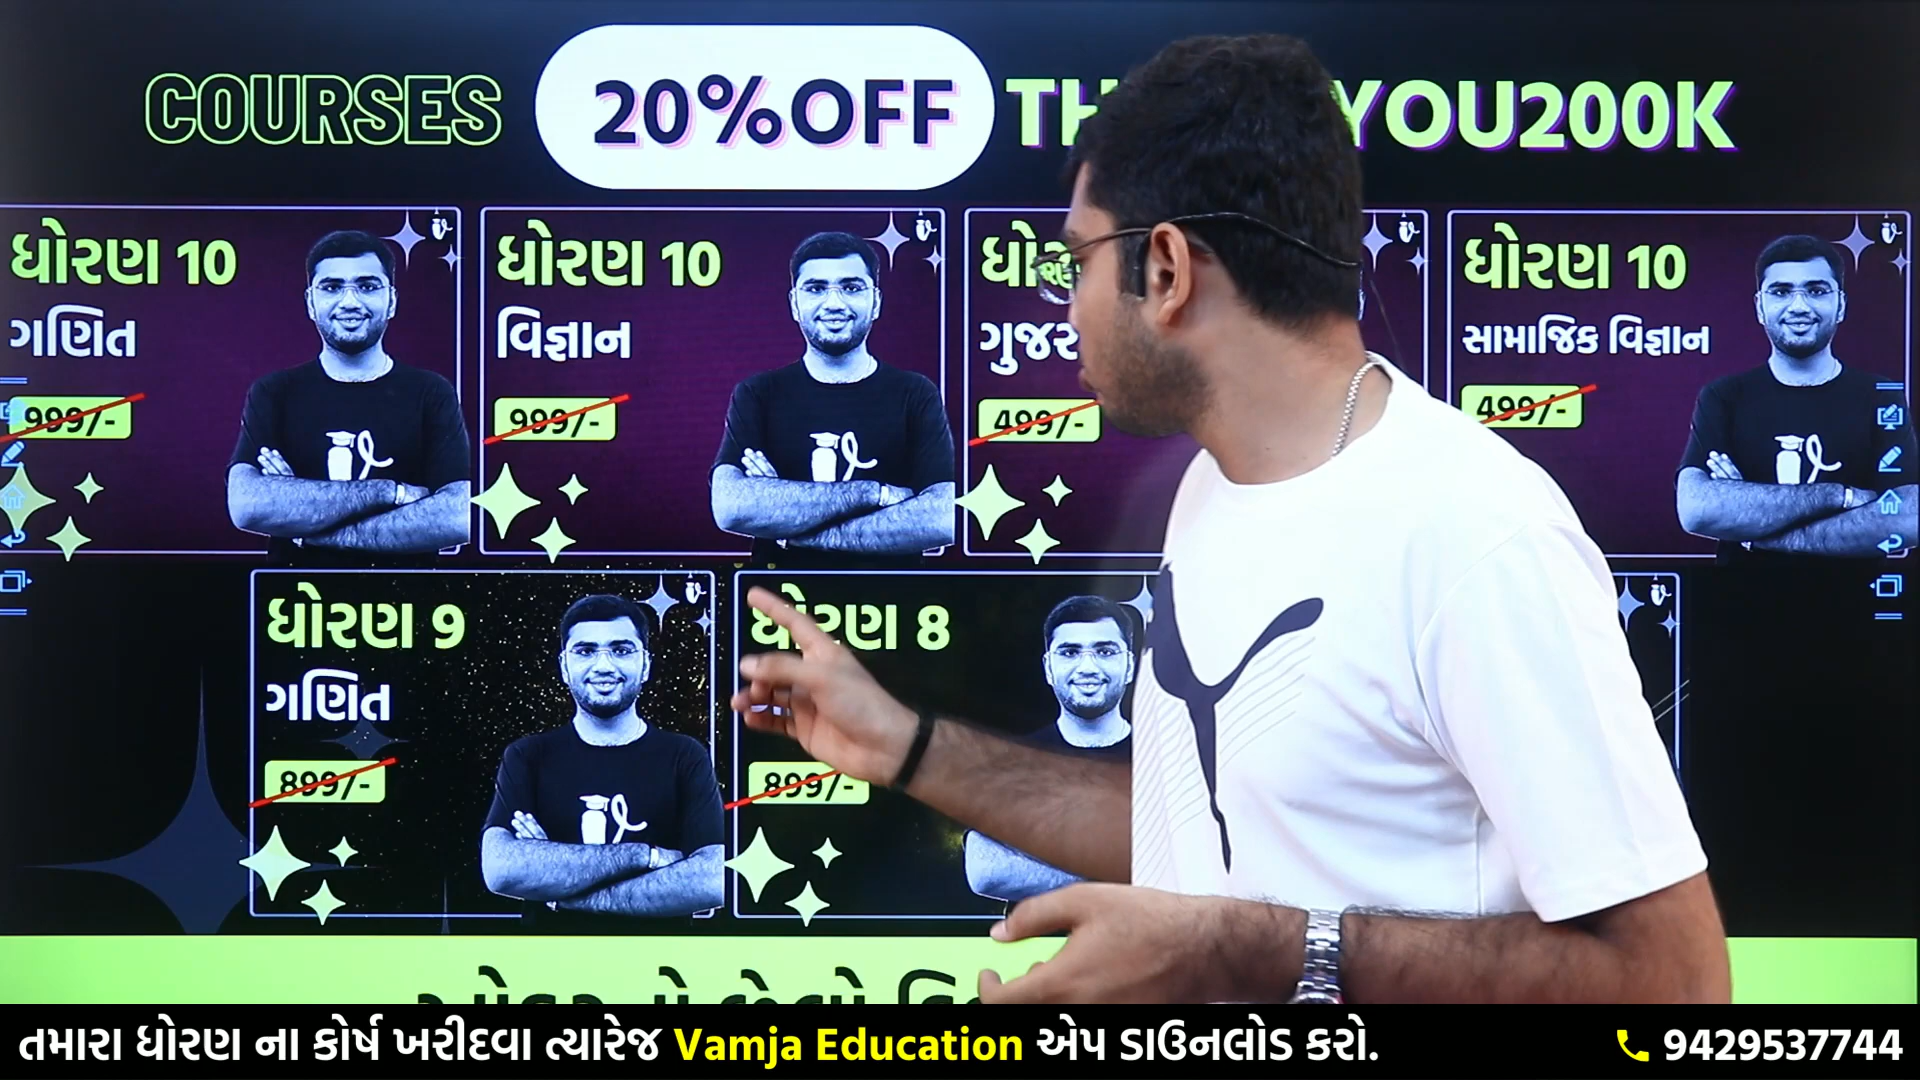 COURSES 20%OFF YOU200K
ધોરણ 10
ગણિત
999/-
ધોરણ 10
વિજ્ઞાન
999/-
499/-
ધોરણ 10
સામાજિક વિજ્ઞાન
499/-
ધોરણ 9
ગણિત
899/-
ધોરણ 8
899/-
તમારા ધોરણ ના કોર્ષ ખરીદવા ત્યારેજ Vamja Education એપ ડાઉનલોડ કરો.
9429537744